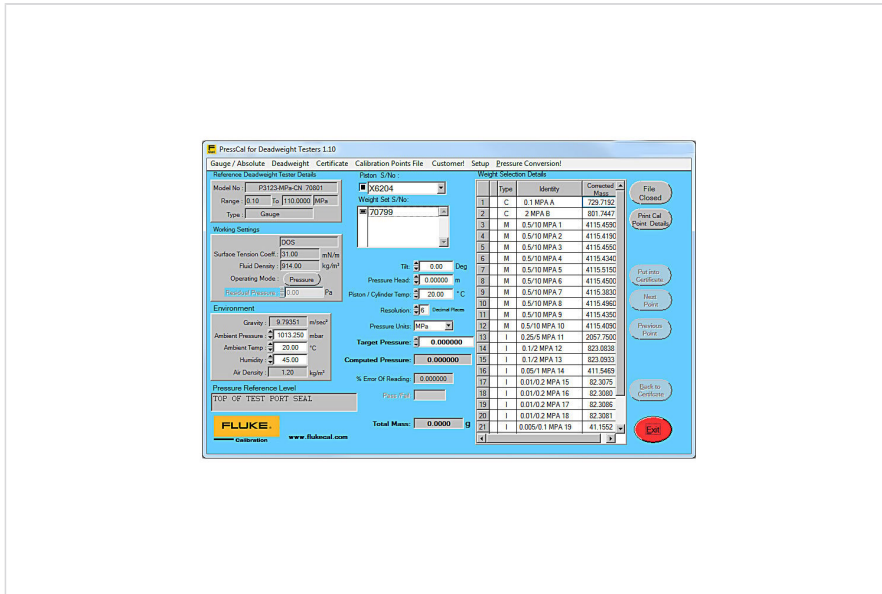 PressCal for Deadweight Testers 1.10
Gauge / Absolute Deadweight Certificate Calibration Points File Customer! Setup Pressure Conversion!
Reference Deadweight Tester Details
Model No : P3123-MPa-CN 70801
Range : 0.10 To 110.0000 MPa
Type : Gauge
Working Settings
DOS
Surface Tension Coeff : 31.00 mN/m
Fluid Density : 914.00 kg/m³
Operating Mode : Pressure
Residual Pressure : 0.00 Pa
Environment
Gravity : 9.79351 m/sec²
Ambient Pressure : 1013.250 mbar
Ambient Temp : 20.00 °C
Humidity : 45.00
Air Density : 1.20 kg/m³
Pressure Reference Level
TOP OF TEST PORT SEAL
FLUKE®
Calibration
www.flukecal.com
Piston S/No :
X6204
Weight Set S/No:
70799
Tilt: 0.00 Deg
Pressure Head: 0.00000 m
Piston / Cylinder Temp: 20.00 °C
Resolution: 6 Decimal Places
Pressure Units: MPa
Target Pressure: 0.000000
Computed Pressure: 0.000000
% Error Of Reading: 0.000000
Total Mass: 0.0000 g
Weight Selection Details
Type Identity Corrected Mass
1 C 0.1 MPA A 729.7192
2 C 2 MPA B 801.7447
3 M 0.5/10 MPA 1 4115.4590
4 M 0.5/10 MPA 2 4115.4190
5 M 0.5/10 MPA 3 4115.4550
6 M 0.5/10 MPA 4 4115.4340
7 M 0.5/10 MPA 5 4115.5150
8 M 0.5/10 MPA 6 4115.4500
9 M 0.5/10 MPA 7 4115.3830
10 M 0.5/10 MPA 8 4115.4960
11 M 0.5/10 MPA 9 4115.4350
12 M 0.5/10 MPA 10 4115.4090
13 I 0.25/5 MPA 11 2057.7500
14 I 0.1/2 MPA 12 823.0838
15 I 0.1/2 MPA 13 823.0933
16 I 0.05/1 MPA 14 411.5469
17 I 0.01/0.2 MPA 15 82.3075
18 I 0.01/0.2 MPA 16 82.3080
19 I 0.01/0.2 MPA 17 82.3086
20 I 0.01/0.2 MPA 18 82.3081
21 I 0.005/0.1 MPA 19 41.1552
File
Closed
Print Cal
Point Details
Put into
Certificate
Next
Point
Previous
Point
Back to
Certificate
Exit